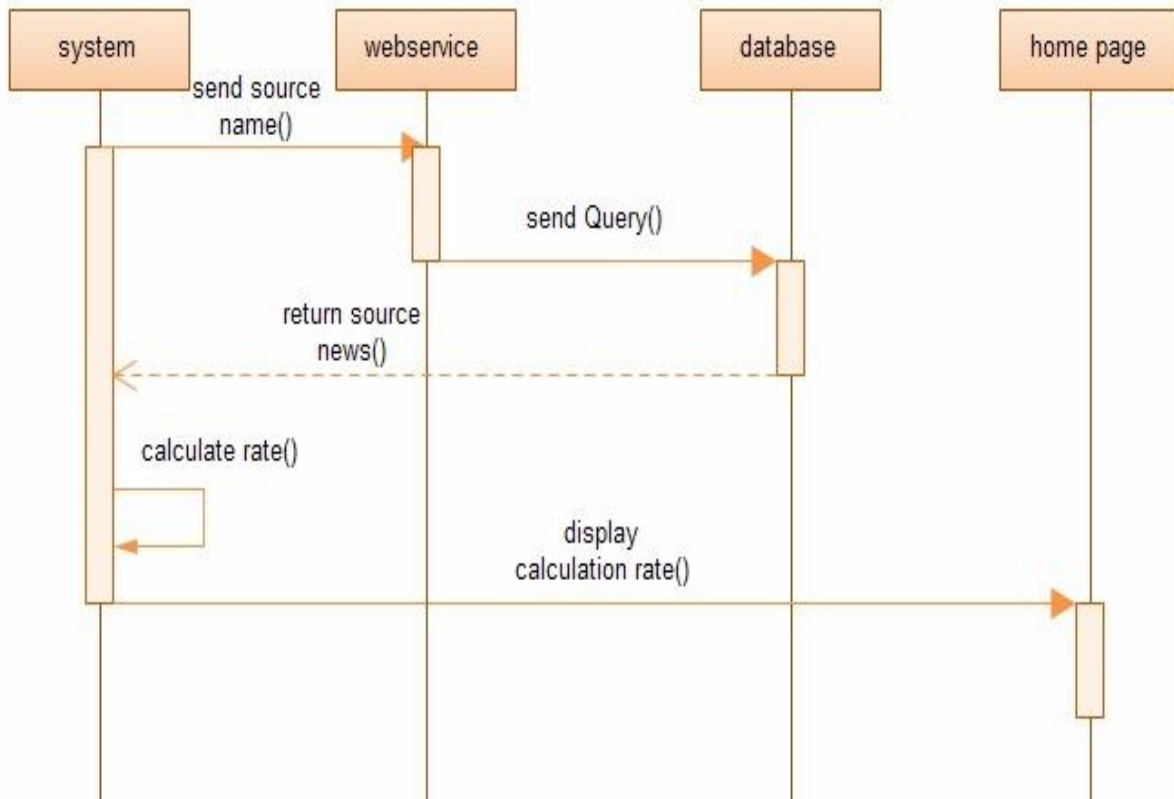 system
webservice
database
home page
send source
name()
send Query()
return source
news()
calculate rate()
display
calculation rate()